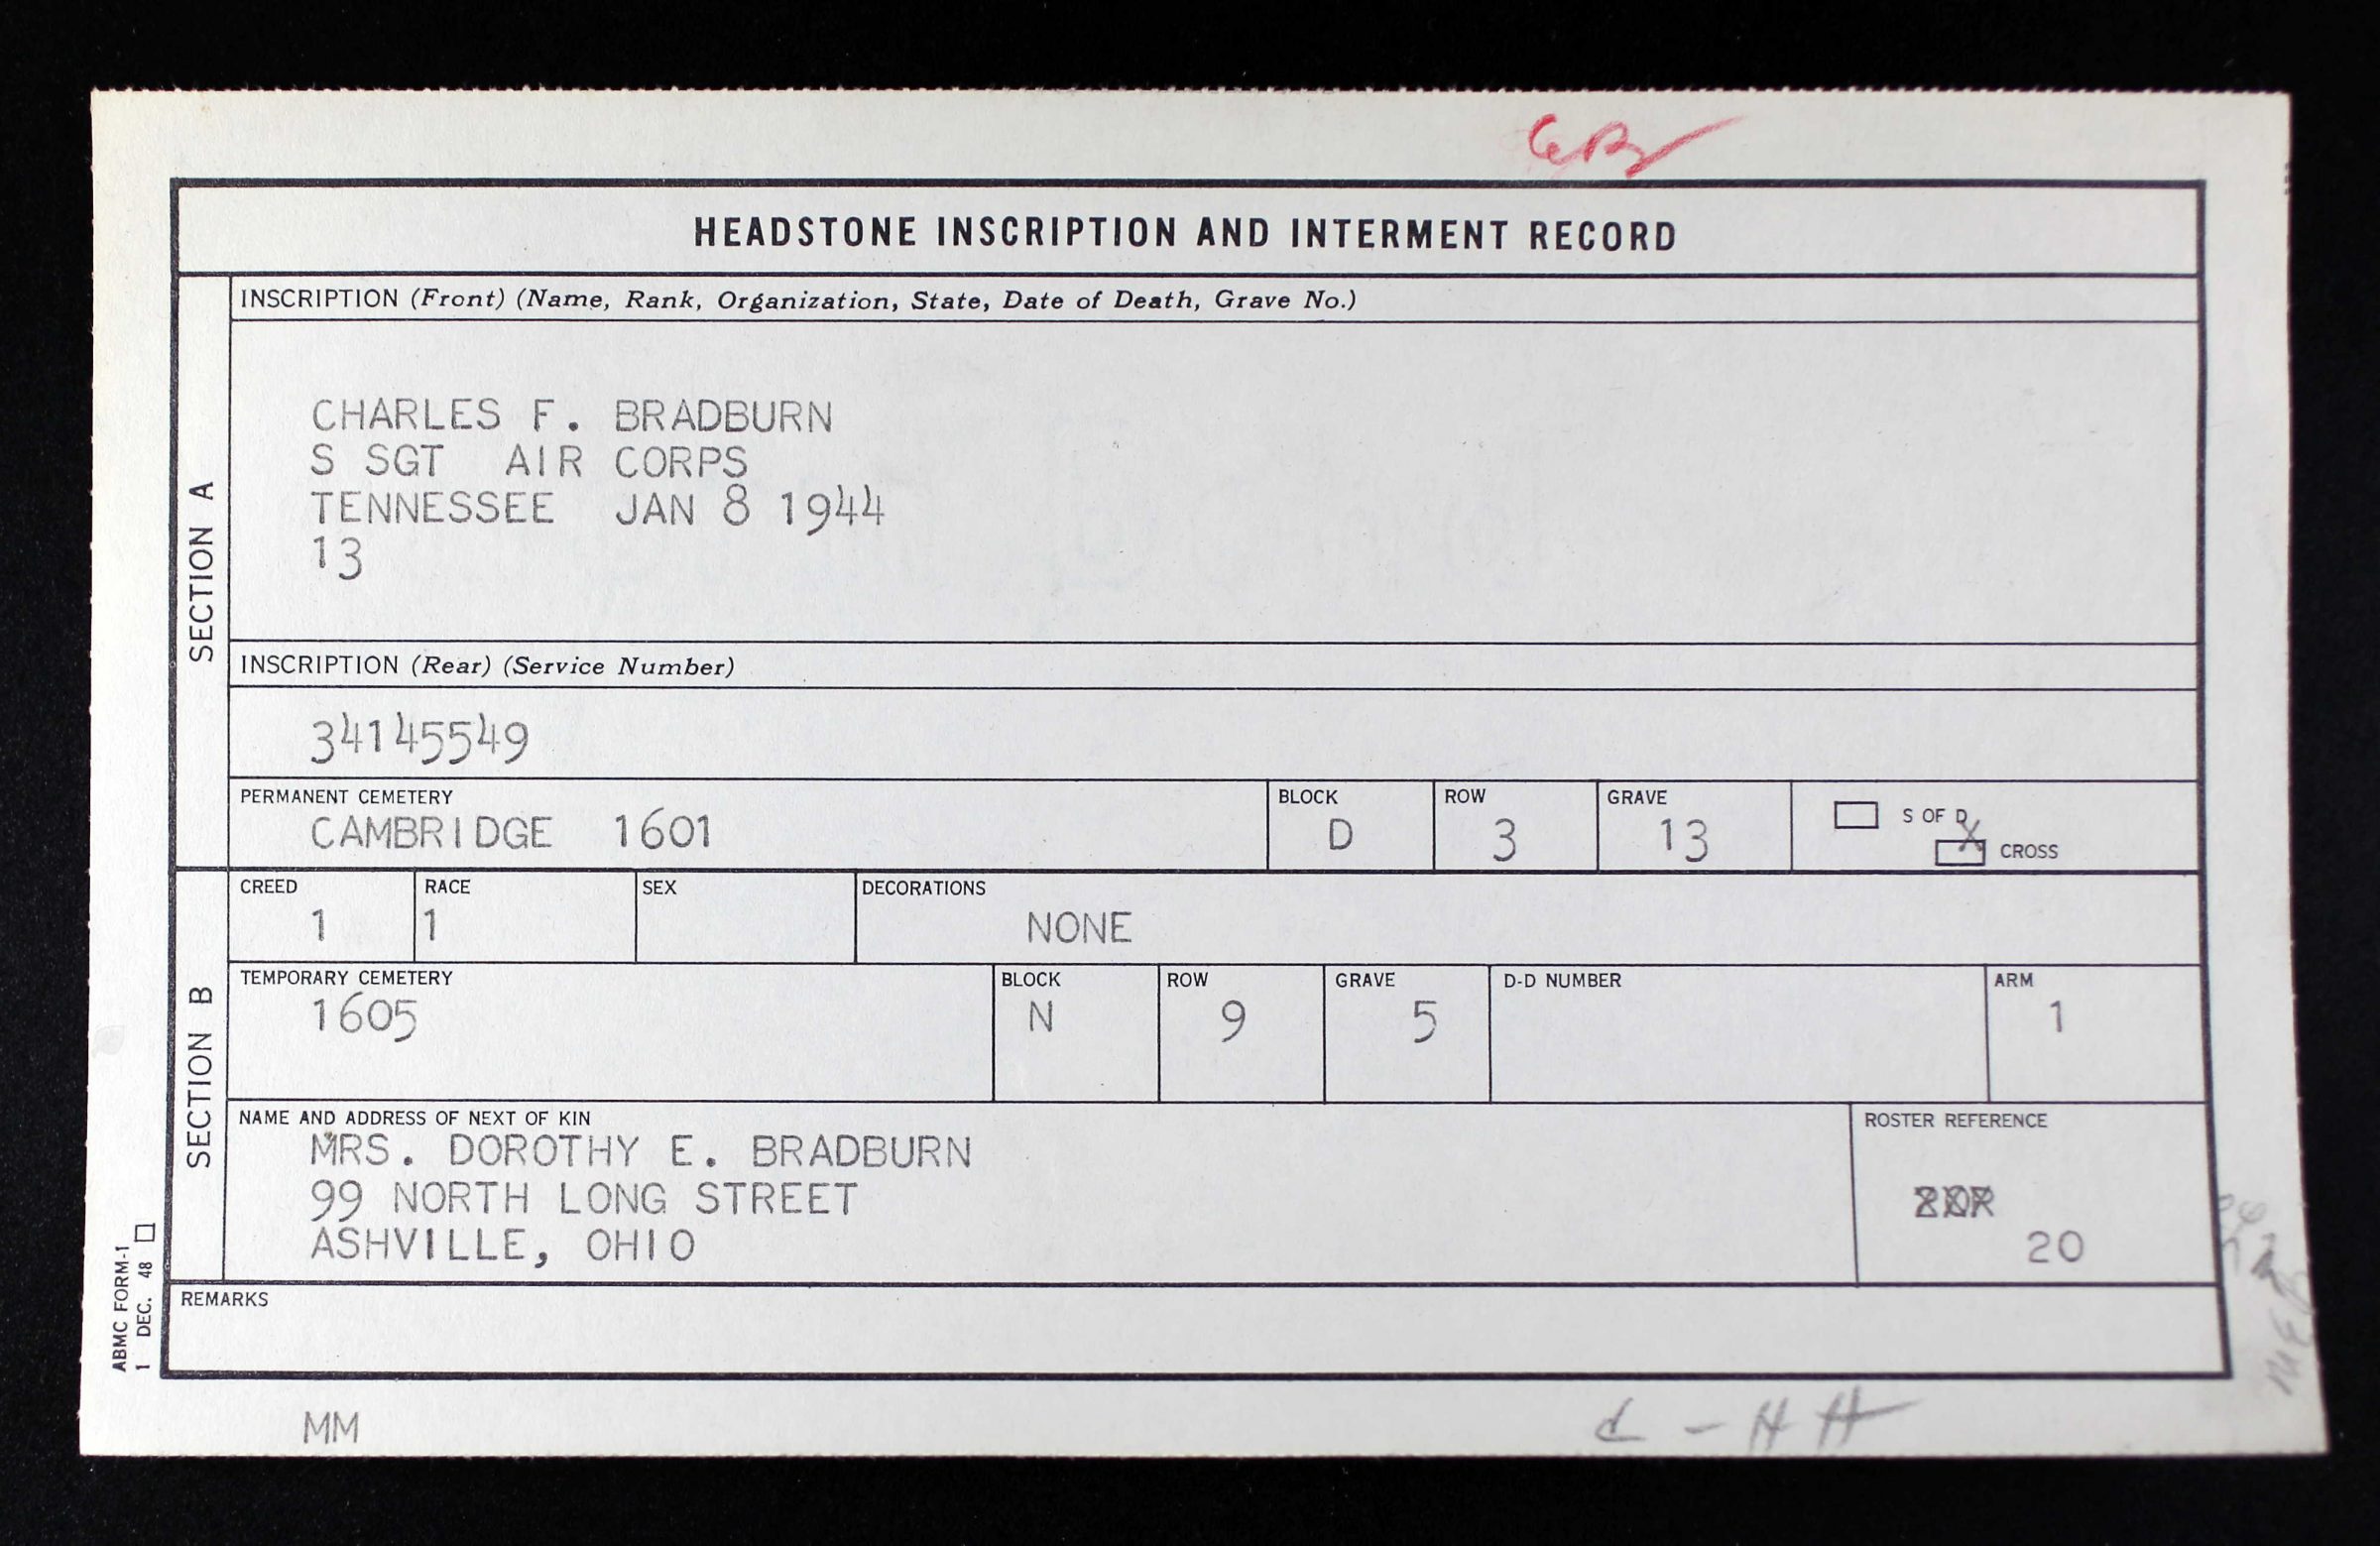 HEADSTONE INSCRIPTION AND INTERMENT RECORD
SECTION A
INSCRIPTION (Front) (Name, Rank, Organization, State, Date of Death, Grave No.)
CHARLES F. BRADBURN
S SGT AIR CORPS
TENNESSEE JAN 8 1944
13
INSCRIPTION (Rear) (Service Number)
34145549
PERMANENT CEMETERY BLOCK ROW GRAVE
CAMBRIDGE 1601 D 3 13
S OF D
X CROSS
SECTION B
CREED RACE SEX DECORATIONS
1 1 NONE
TEMPORARY CEMETERY BLOCK ROW GRAVE D-D NUMBER ARM
1605 N 9 5 1
NAME AND ADDRESS OF NEXT OF KIN ROSTER REFERENCE
MRS. DOROTHY E. BRADBURN
99 NORTH LONG STREET
ASHVILLE, OHIO
20
REMARKS
ABMC FORM-1
1 DEC. 48
MM
C - HH